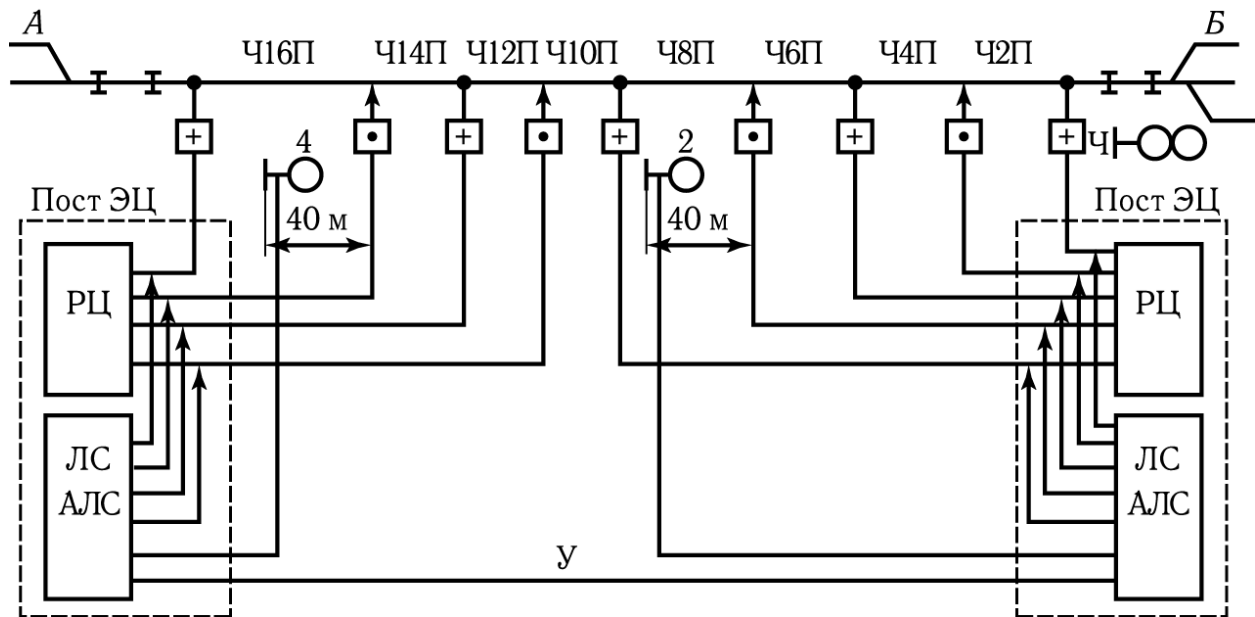 А
Б
Ч16П Ч14П Ч12П Ч10П Ч8П Ч6П Ч4П Ч2П
+ • + • + • + • +
4
2
Ч
40 м
40 м
Пост ЭЦ
Пост ЭЦ
РЦ
РЦ
ЛС
АЛС
ЛС
АЛС
У